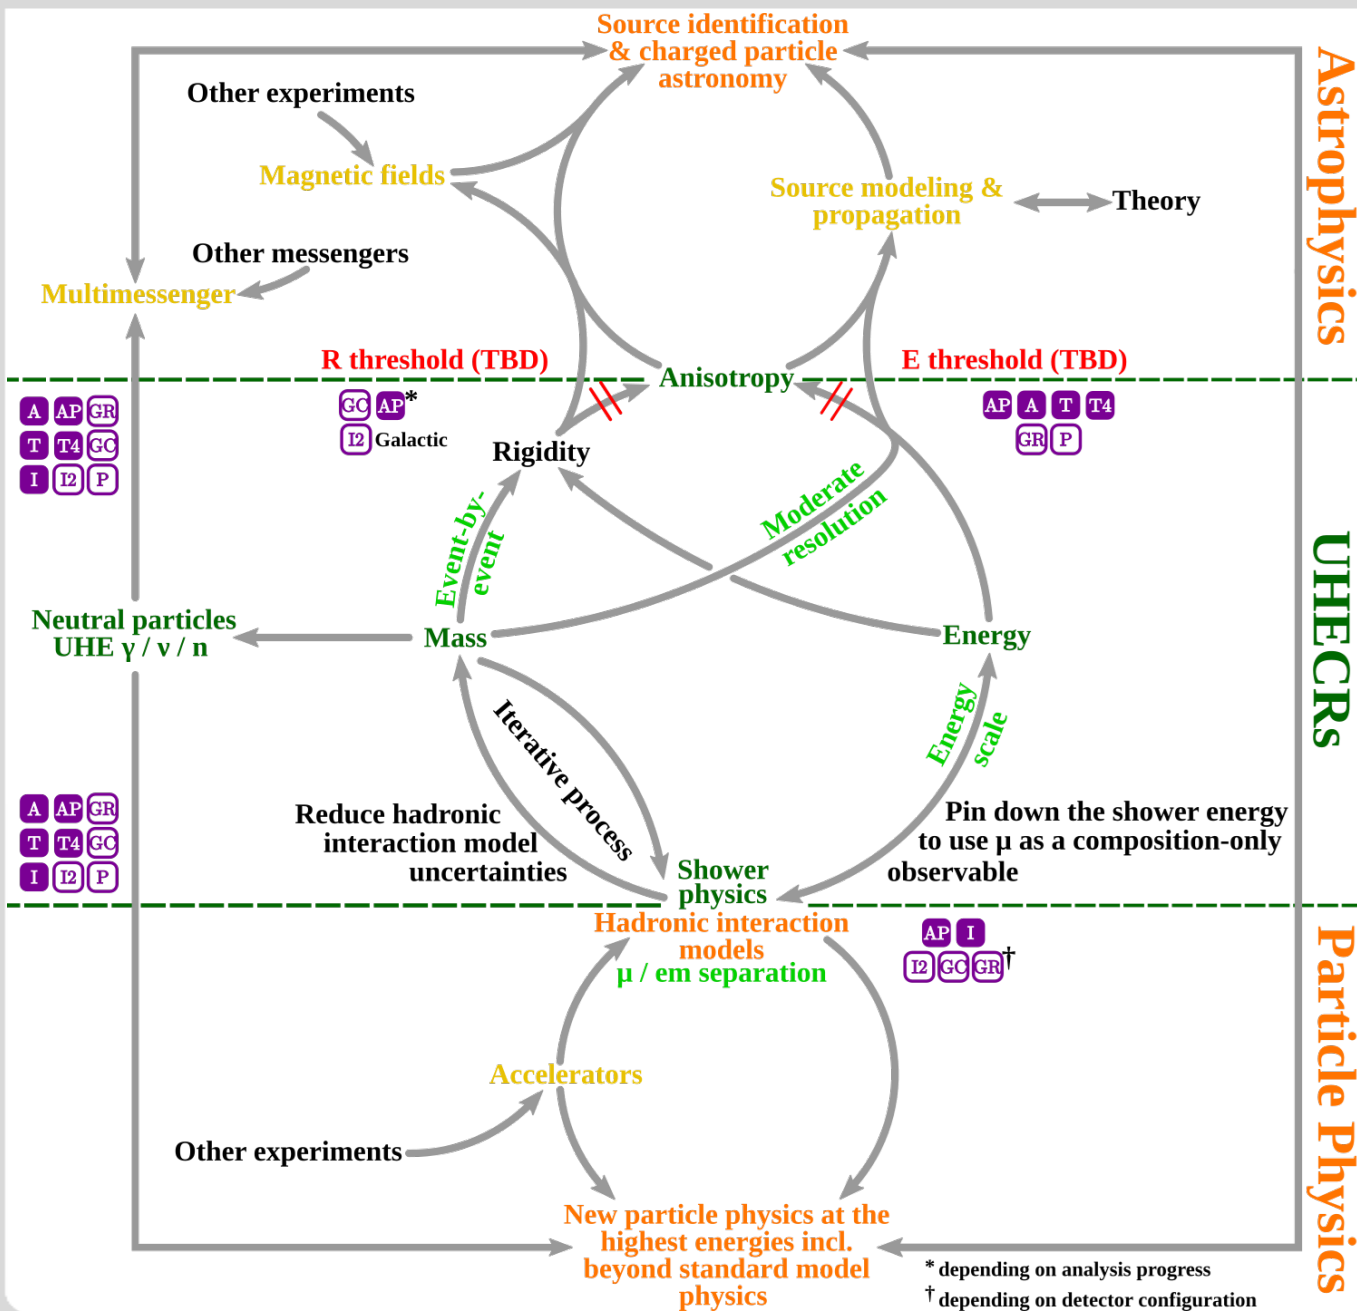 Source identification
& charged particle
astronomy
Astrophysics
Other experiments
Magnetic fields
Source modeling &
propagation
Theory
Other messengers
Multimessenger
R threshold (TBD)
E threshold (TBD)
Anisotropy
A AP GR
T T4 GC
I I2 P
GC AP*
I2 Galactic
AP A T T4
GR P
Rigidity
Event-by-
event
Moderate
resolution
UHECRs
Neutral particles
UHE γ / ν / n
Mass
Energy
Iterative process
Energy
scale
A AP GR
T T4 GC
I I2 P
Reduce hadronic
interaction model
uncertainties
Pin down the shower energy
to use μ as a composition-only
observable
Shower
physics
Hadronic interaction
models
μ / em separation
AP I
I2 GC GR†
Particle Physics
Accelerators
Other experiments
New particle physics at the
highest energies incl.
beyond standard model
physics
* depending on analysis progress
† depending on detector configuration